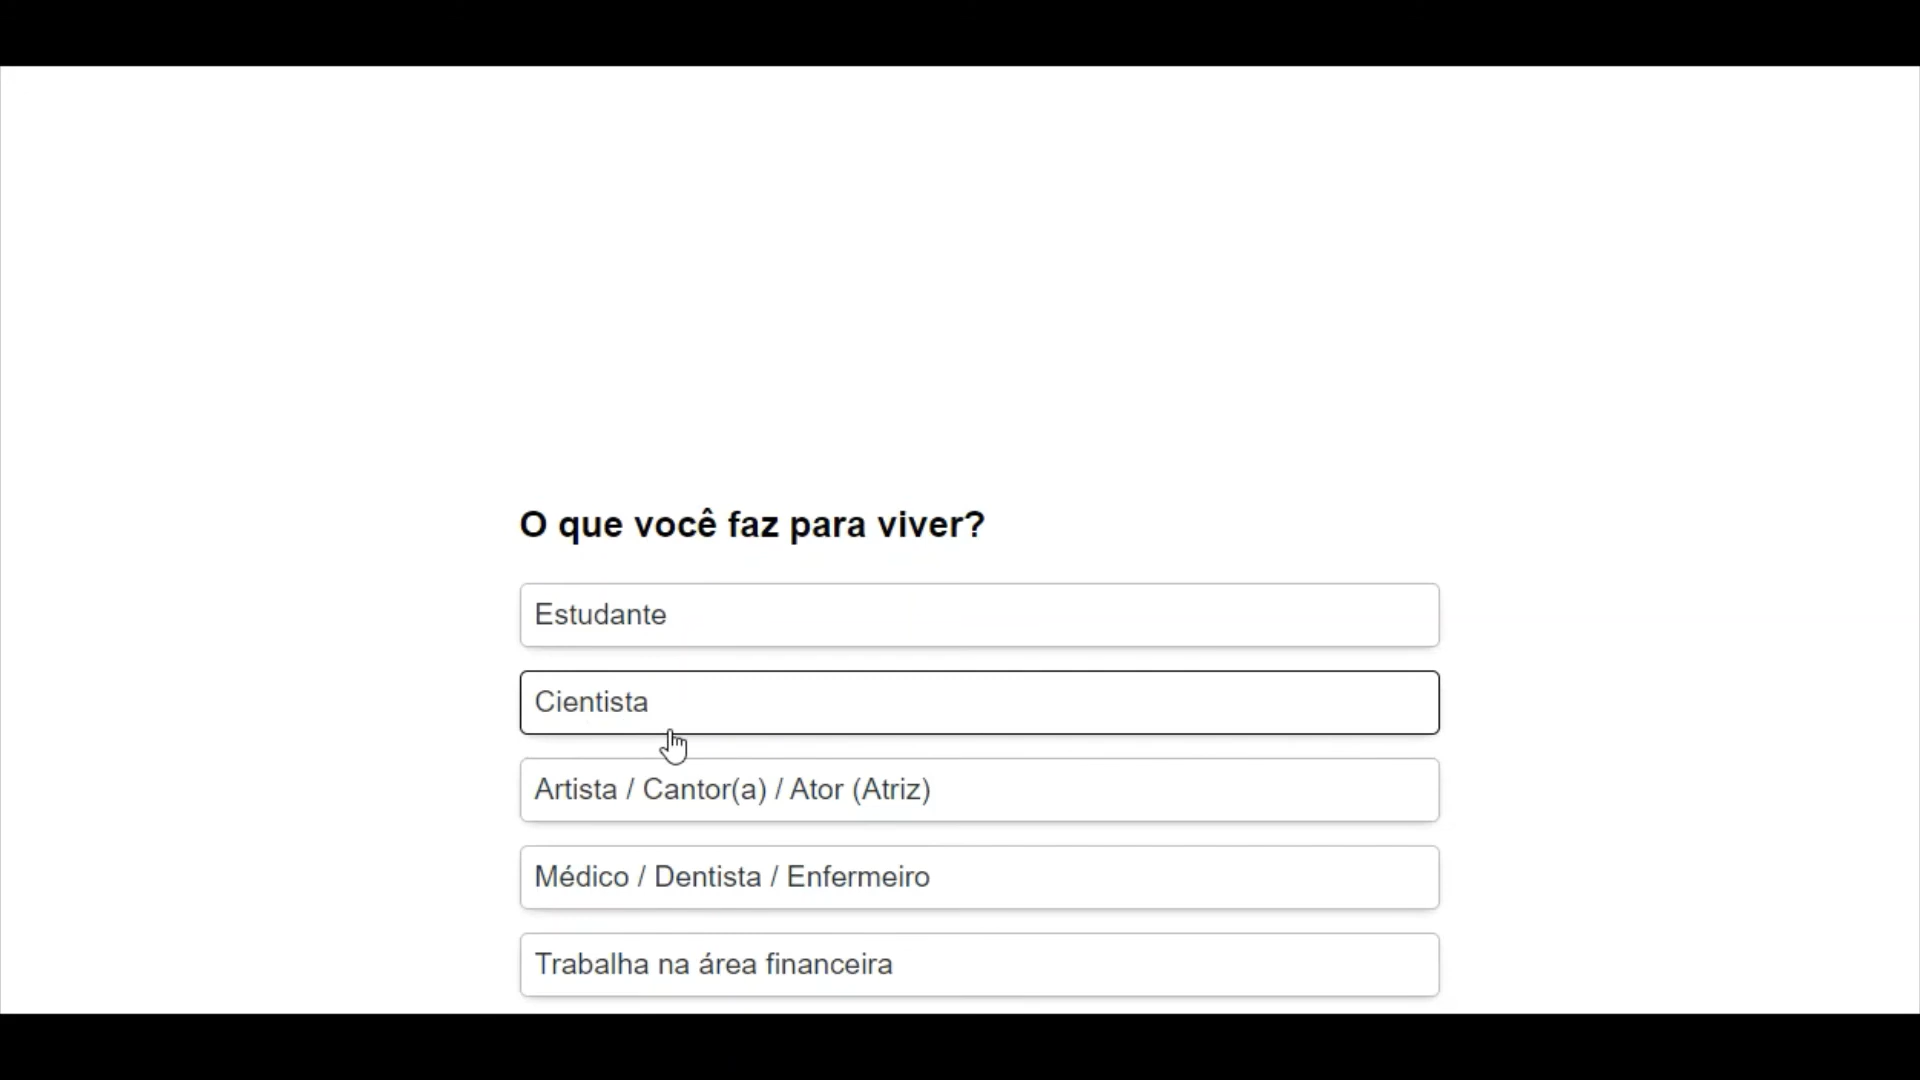 O que você faz para viver?
Estudante
Cientista
Artista / Cantor(a) / Ator (Atriz)
Médico / Dentista / Enfermeiro
Trabalha na área financeira